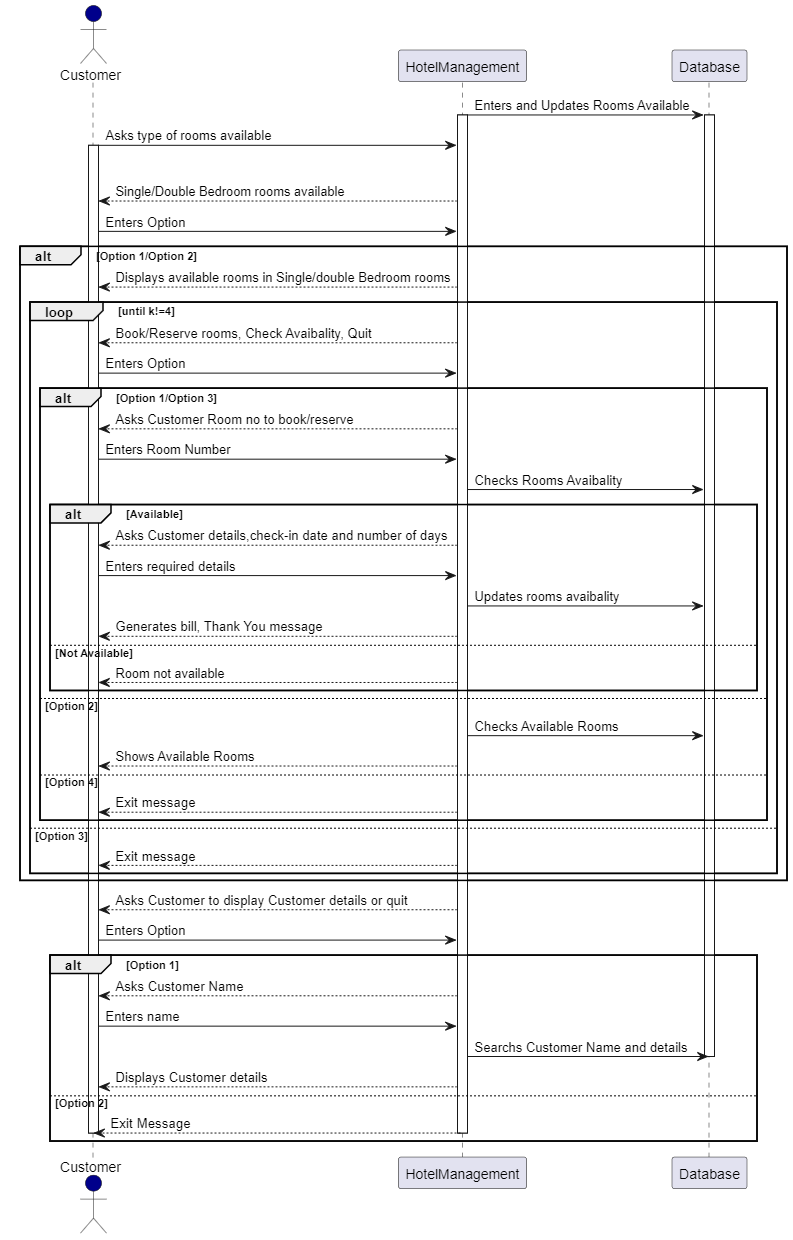 Customer
HotelManagement
Database
Enters and Updates Rooms Available
Asks type of rooms available
Single/Double Bedroom rooms available
Enters Option
alt
[Option 1/Option 2]
Displays available rooms in Single/double Bedroom rooms
loop
[until k!=4]
Book/Reserve rooms, Check Avaibality, Quit
Enters Option
alt
[Option 1/Option 3]
Asks Customer Room no to book/reserve
Enters Room Number
Checks Rooms Avaibality
alt
[Available]
Asks Customer details,check-in date and number of days
Enters required details
Updates rooms avaibality
Generates bill, Thank You message
[Not Available]
Room not available
[Option 2]
Checks Available Rooms
Shows Available Rooms
[Option 4]
Exit message
[Option 3]
Exit message
Asks Customer to display Customer details or quit
Enters Option
alt
[Option 1]
Asks Customer Name
Enters name
Searchs Customer Name and details
Displays Customer details
[Option 2]
Exit Message
Customer
HotelManagement
Database